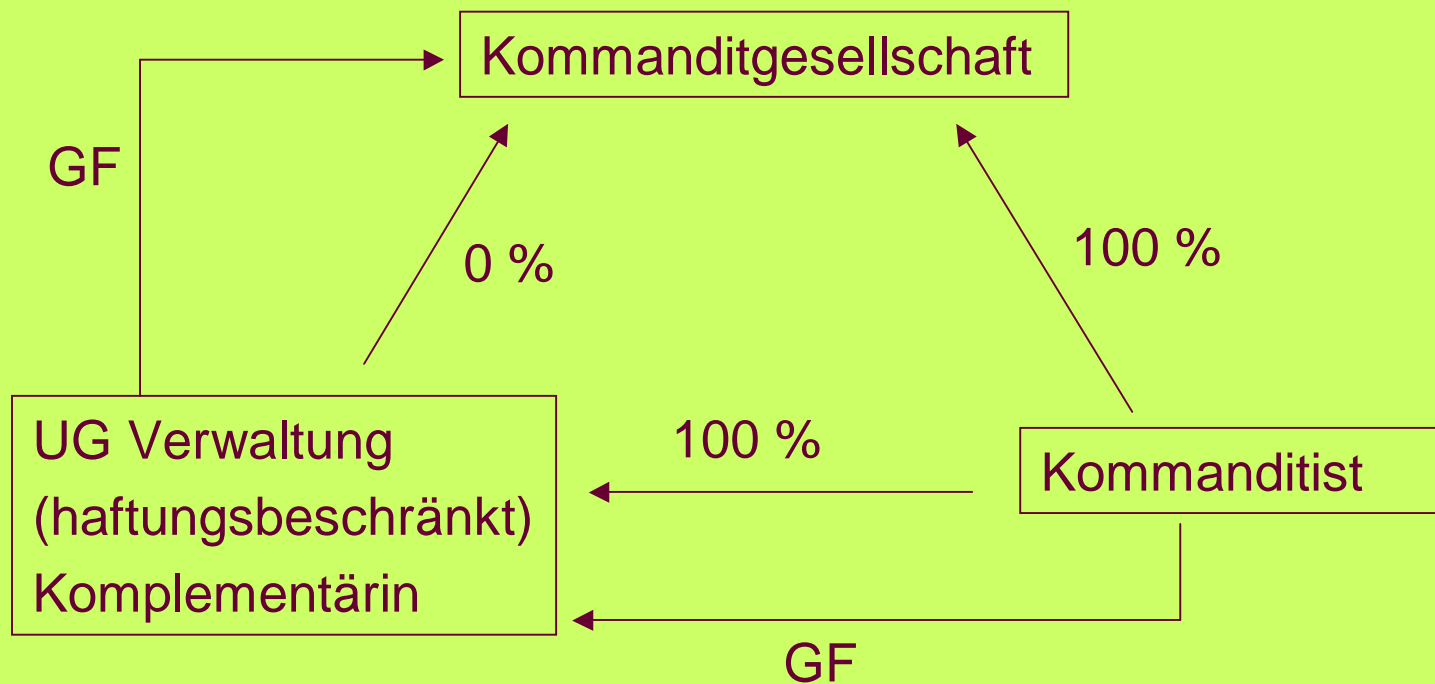 Kommanditgesellschaft
GF
0 %
100 %
UG Verwaltung
(haftungsbeschränkt)
Komplementärin
100 %
Kommanditist
GF